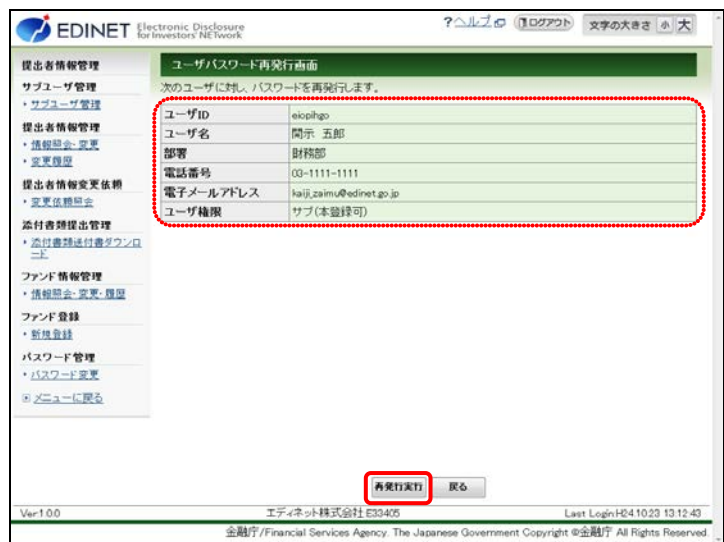 EDINET Electronic Disclosure for Investors' NETwork
?ヘルプ ログアウト 文字の大きさ 小 大
提出者情報管理
サブユーザ管理
・サブユーザ管理
提出者情報管理
・情報照会・変更
・変更履歴
提出者情報変更依頼
・変更依頼照会
添付書類提出管理
・添付書類送付書ダウンロード
ファンド情報管理
・情報照会・変更・履歴
ファンド登録
・新規登録
パスワード管理
・パスワード変更
メニューに戻る
ユーザパスワード再発行画面
次のユーザに対し、パスワードを再発行します。
ユーザID eiopihgo
ユーザ名 開示 五郎
部署 財務部
電話番号 03-1111-1111
電子メールアドレス kaiji_zaimu@edinet.go.jp
ユーザ権限 サブ(本登録可)
再発行実行 戻る
Ver.1.0.0 エディネット株式会社 E33405 Last Login:H24.10.23 13:12:43
金融庁/Financial Services Agency. The Japanese Government Copyright ©金融庁 All Rights Reserved.